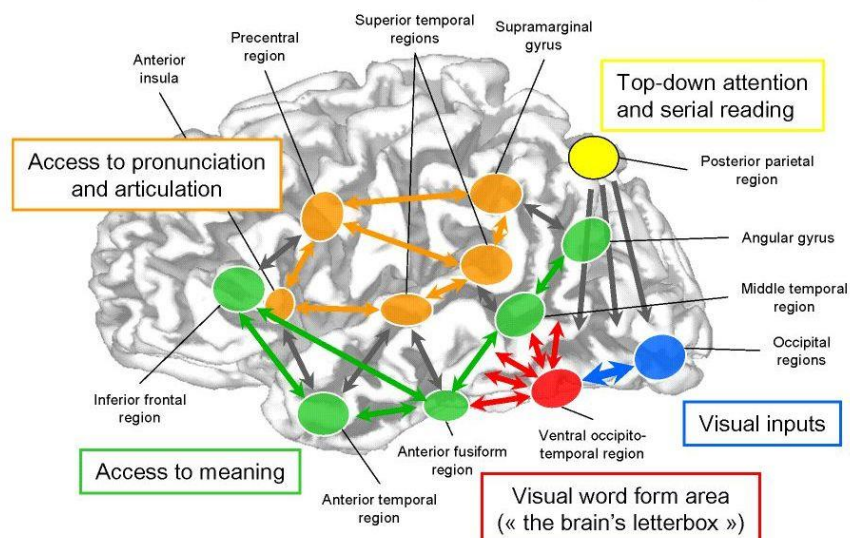 Superior temporal
regions
Supramarginal
gyrus
Precentral
region
Anterior
insula
Top-down attention
and serial reading
Access to pronunciation
and articulation
Posterior parietal
region
Angular gyrus
Middle temporal
region
Occipital
regions
Inferior frontal
region
Visual inputs
Ventral occipito-
temporal region
Anterior fusiform
region
Access to meaning
Anterior temporal
region
Visual word form area
(« the brain's letterbox »)